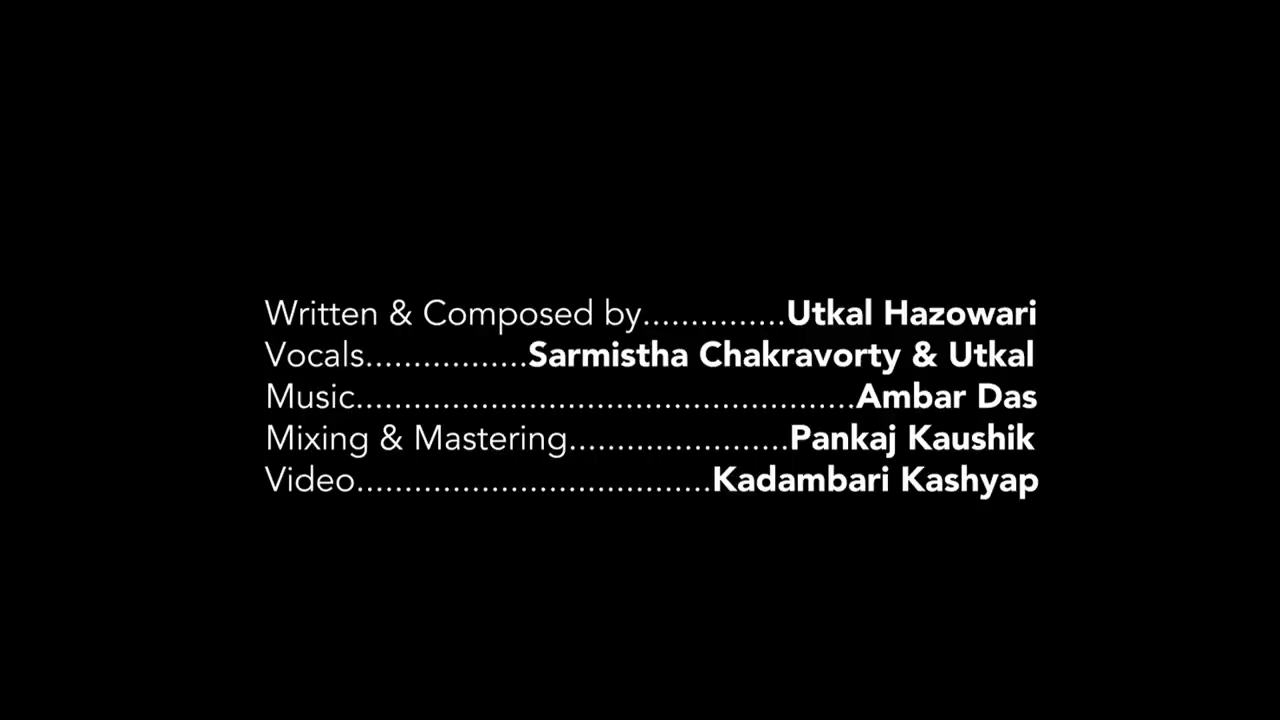 Written & Composed by...............Utkal Hazowari
Vocals.................Sarmistha Chakravorty & Utkal
Music....................................................Ambar Das
Mixing & Mastering.......................Pankaj Kaushik
Video.....................................Kadambari Kashyap